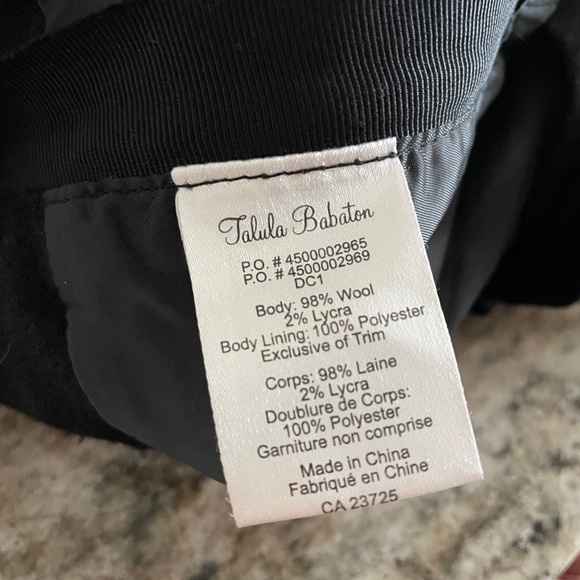 Talula Babaton
P.O. # 4500002965
P.O. # 4500002969
DC1
Body: 98% Wool
2% Lycra
Body Lining: 100% Polyester
Exclusive of Trim
Corps: 98% Laine
2% Lycra
Doublure de Corps:
100% Polyester
Garniture non comprise
Made in China
Fabriqué en Chine
CA 23725